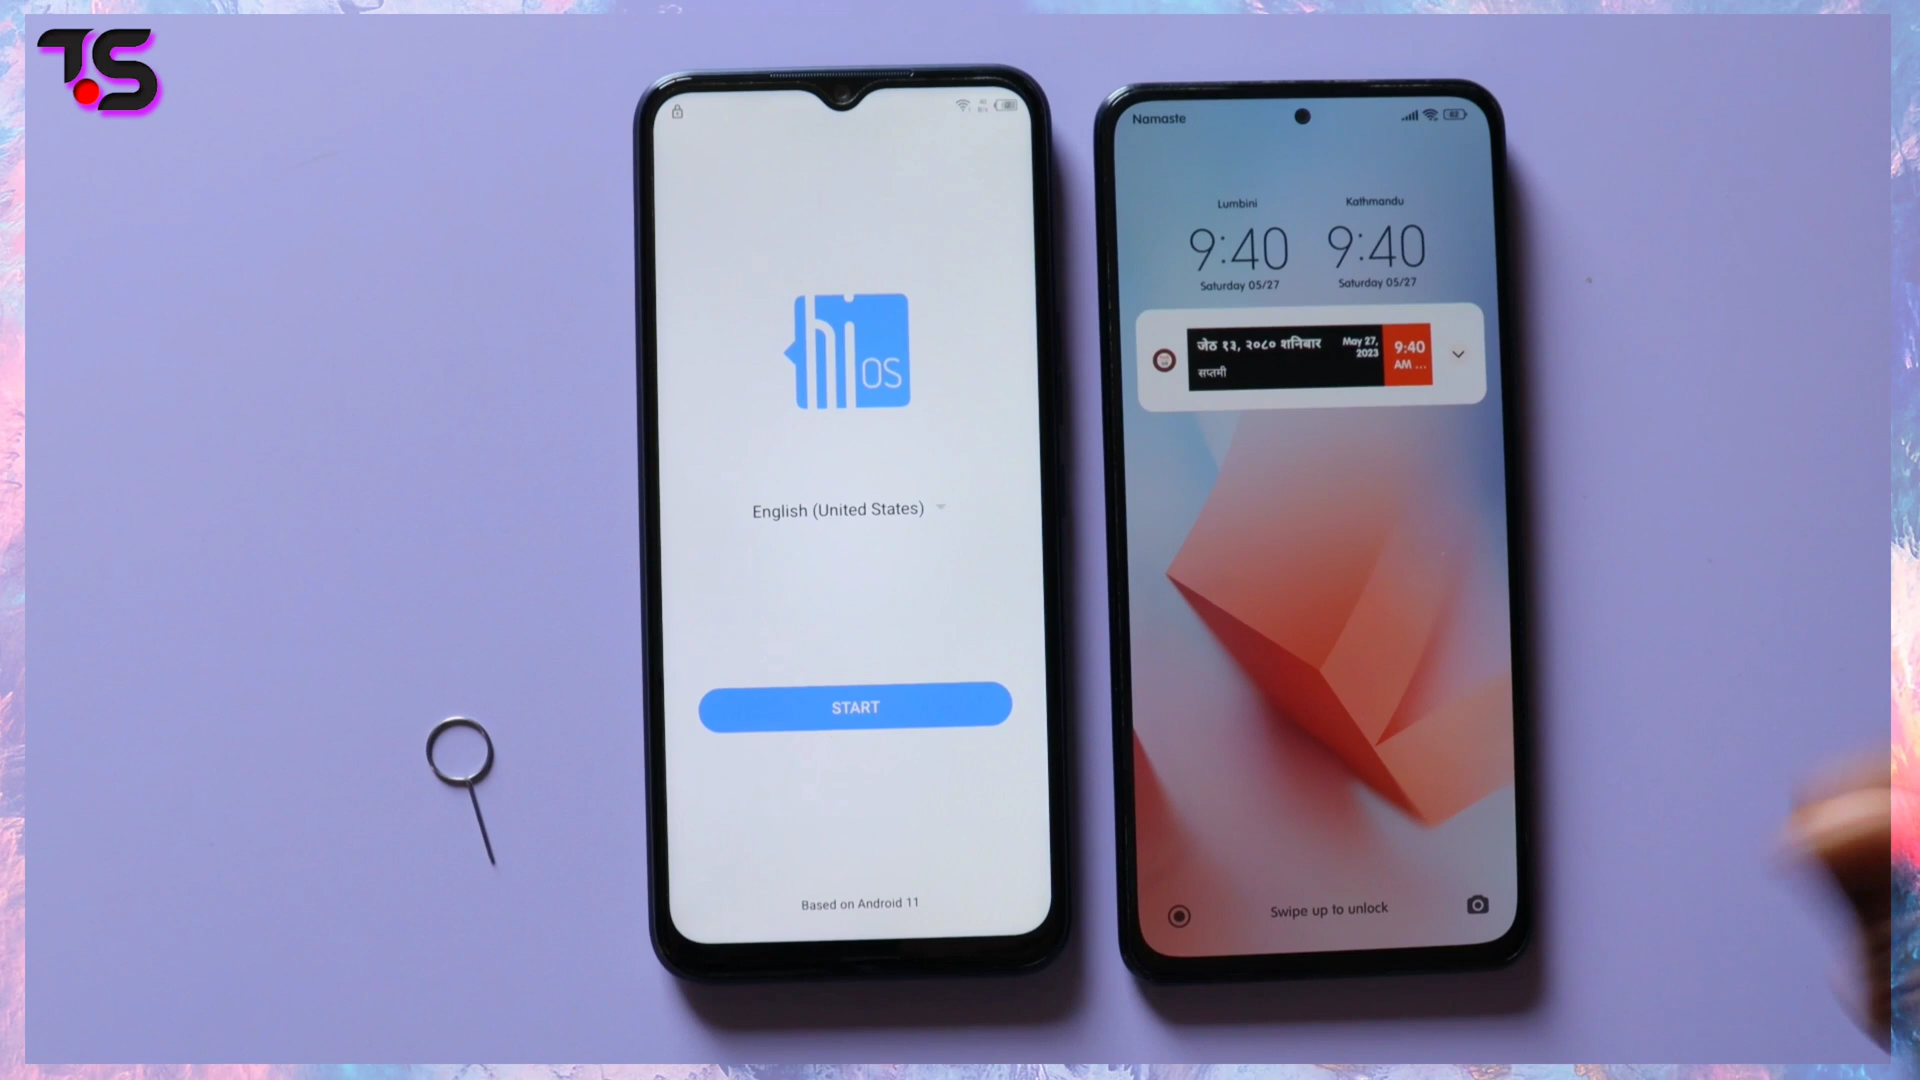 T.S
hi
OS
English (United States)
START
Based on Android 11
Namaste
82
Lumbini
9:40
Saturday 05/27
Kathmandu
9:40
Saturday 05/27
जेठ १३, २०८० शनिबार
सप्तमी
May 27,
2023
9:40
AM ...
Swipe up to unlock